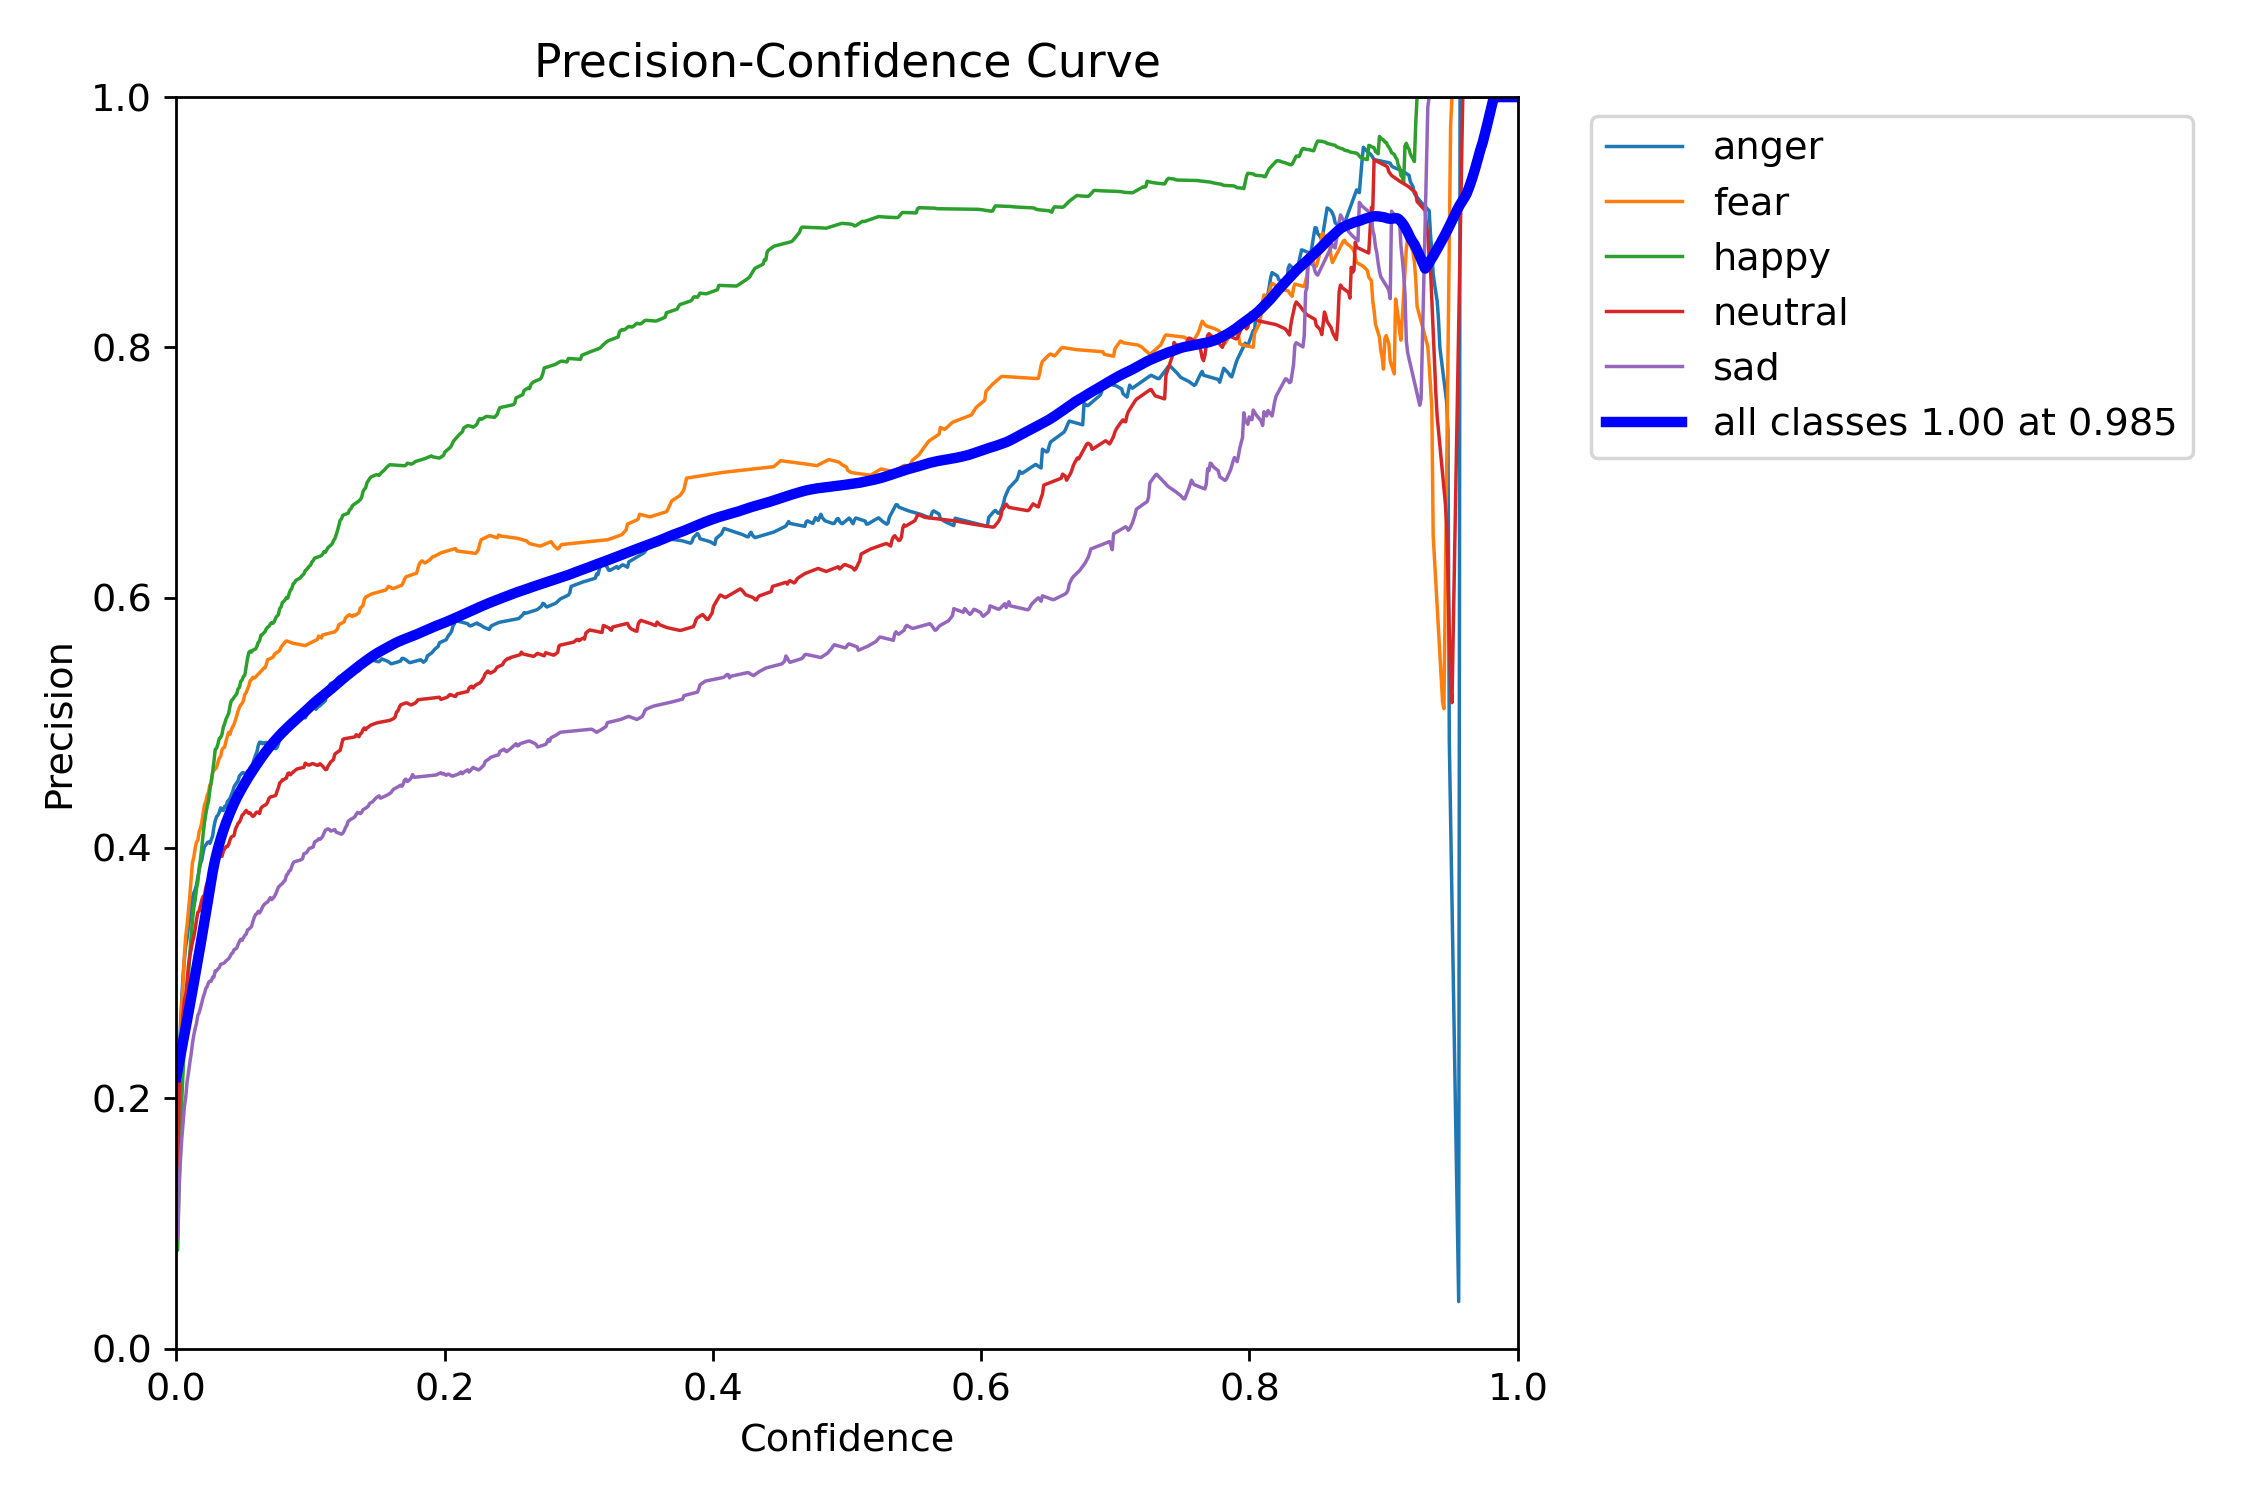 Precision-Confidence Curve
1.0
0.8
0.6
0.4
0.2
0.0
Precision
0.0 0.2 0.4 0.6 0.8 1.0
Confidence
anger
fear
happy
neutral
sad
all classes 1.00 at 0.985